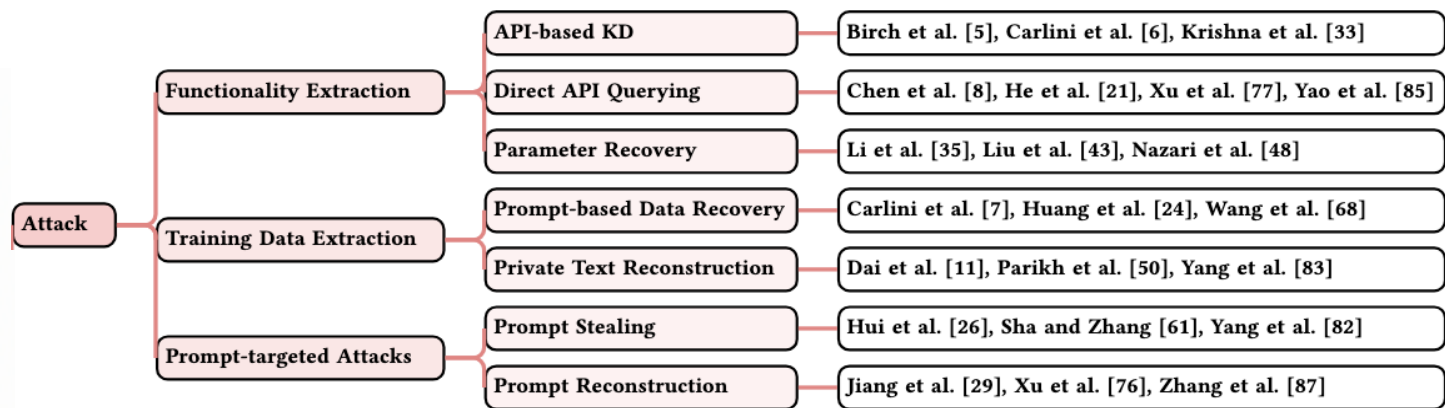 API-based KD
Birch et al. [5], Carlini et al. [6], Krishna et al. [33]
Functionality Extraction
Direct API Querying
Chen et al. [8], He et al. [21], Xu et al. [77], Yao et al. [85]
Parameter Recovery
Li et al. [35], Liu et al. [43], Nazari et al. [48]
Attack
Training Data Extraction
Prompt-based Data Recovery
Carlini et al. [7], Huang et al. [24], Wang et al. [68]
Private Text Reconstruction
Dai et al. [11], Parikh et al. [50], Yang et al. [83]
Prompt-targeted Attacks
Prompt Stealing
Hui et al. [26], Sha and Zhang [61], Yang et al. [82]
Prompt Reconstruction
Jiang et al. [29], Xu et al. [76], Zhang et al. [87]